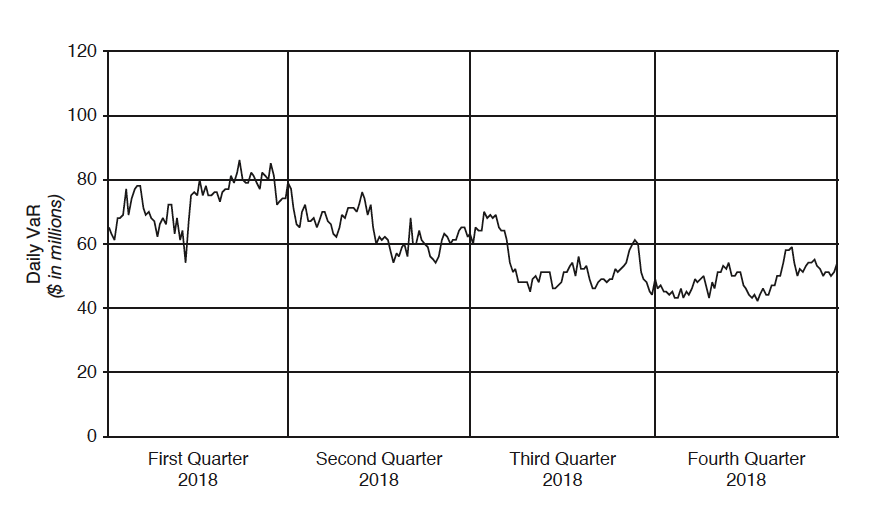 Daily VaR
($ in millions)
120
100
80
60
40
20
0
First Quarter
2018
Second Quarter
2018
Third Quarter
2018
Fourth Quarter
2018